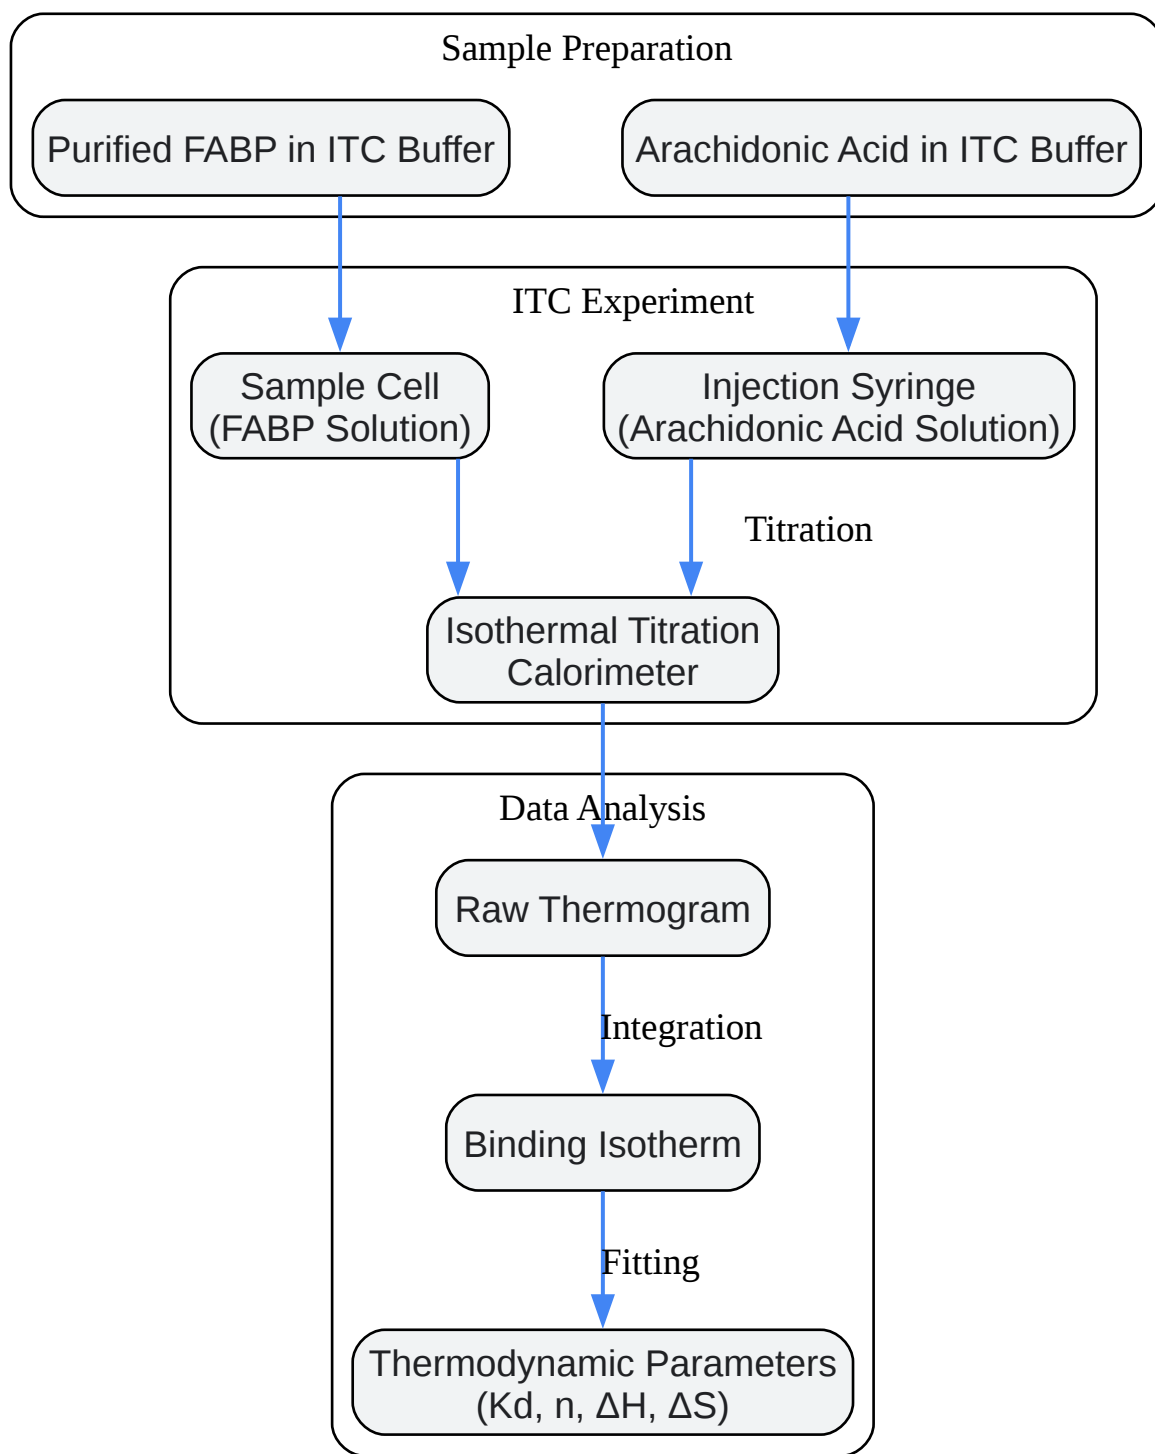 Sample Preparation
Purified FABP in ITC Buffer
Arachidonic Acid in ITC Buffer
ITC Experiment
Sample Cell
(FABP Solution)
Injection Syringe
(Arachidonic Acid Solution)
Titration
Isothermal Titration
Calorimeter
Data Analysis
Raw Thermogram
Integration
Binding Isotherm
Fitting
Thermodynamic Parameters
(Kd, n, ΔH, ΔS)